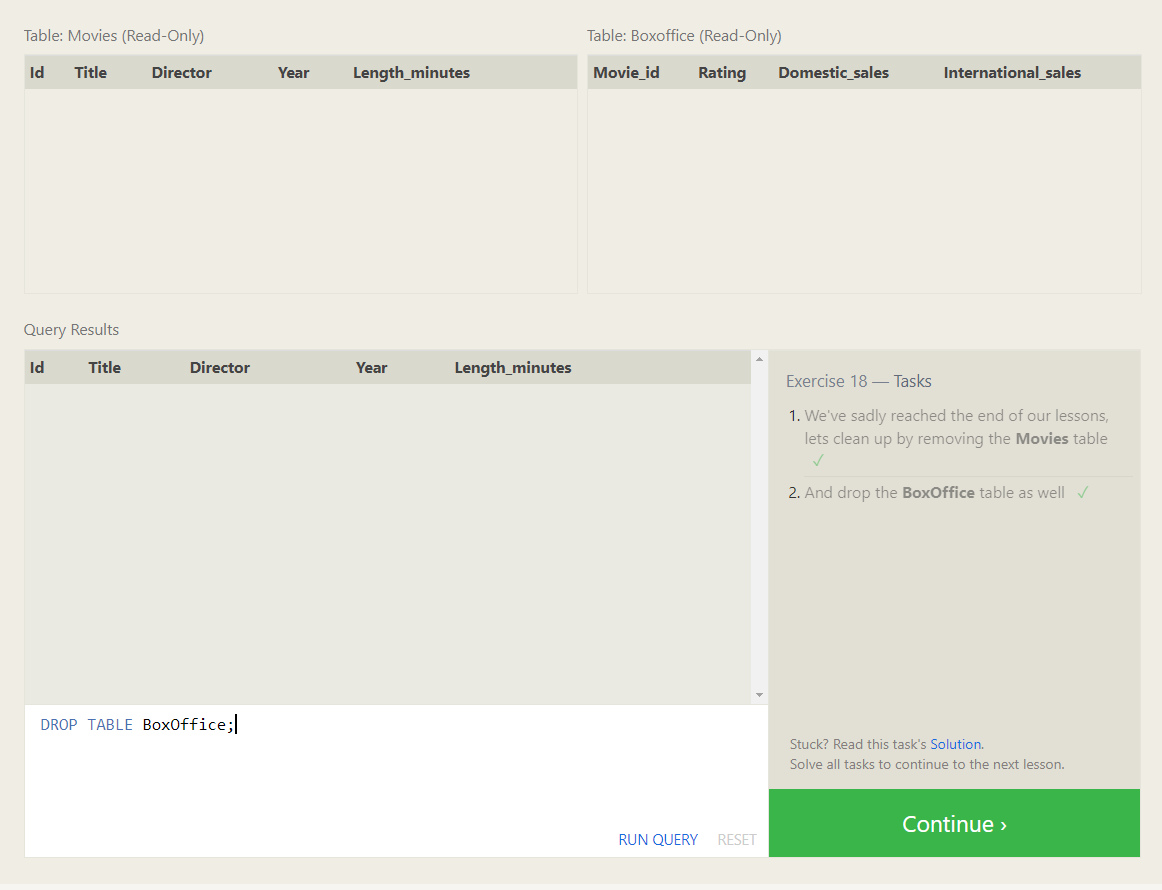 Table: Movies (Read-Only)
Id Title Director Year Length_minutes
Table: Boxoffice (Read-Only)
Movie_id Rating Domestic_sales International_sales
Query Results
Id Title Director Year Length_minutes
DROP TABLE BoxOffice;
RUN QUERY RESET
Exercise 18 — Tasks
1. We've sadly reached the end of our lessons,
lets clean up by removing the Movies table
✓
2. And drop the BoxOffice table as well ✓
Stuck? Read this task's Solution.
Solve all tasks to continue to the next lesson.
Continue ›